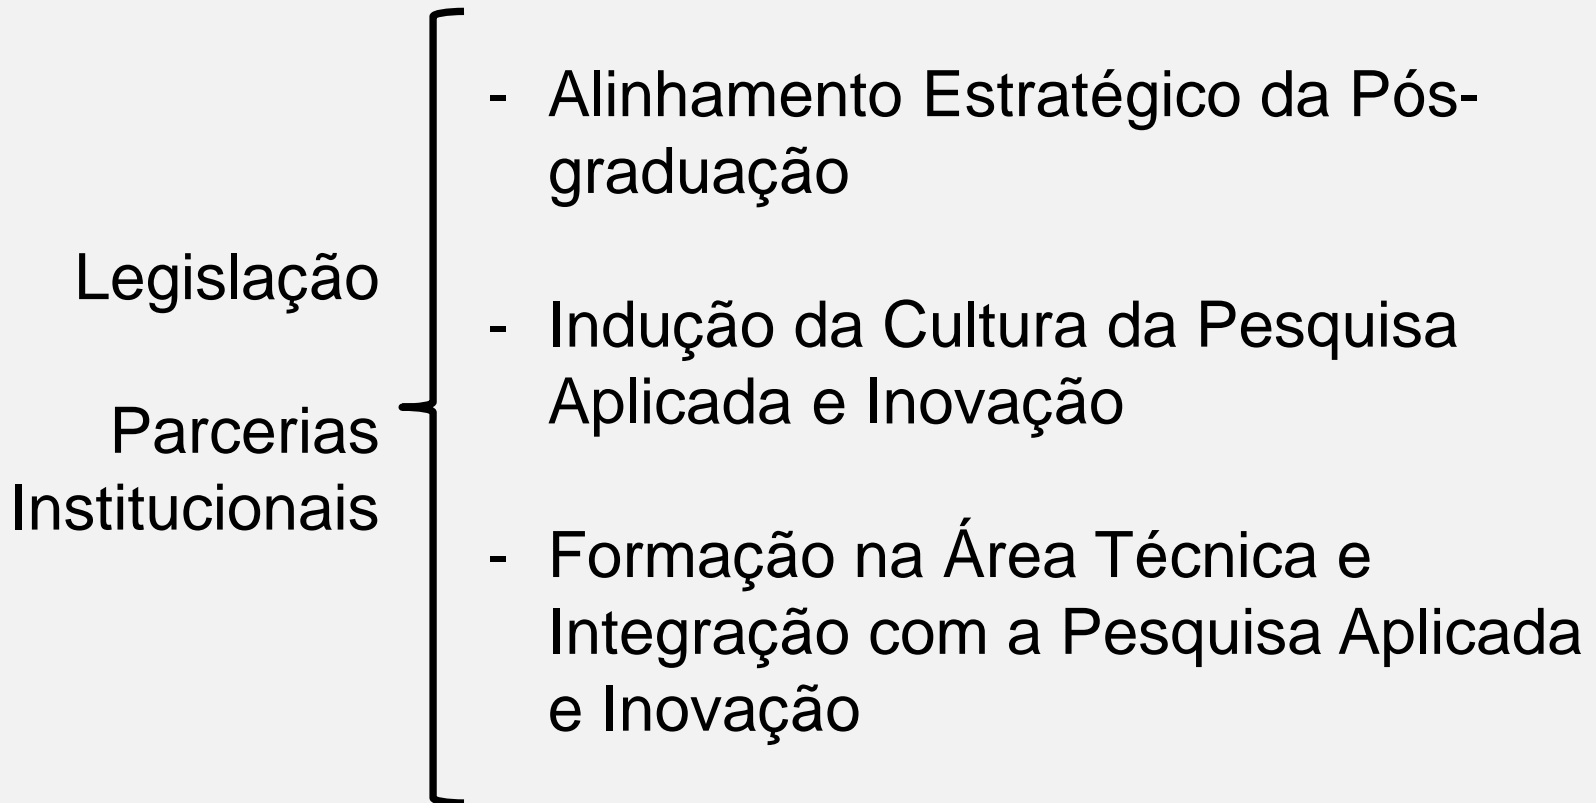 Legislação
Parcerias
Institucionais
- Alinhamento Estratégico da Pós-
graduação
- Indução da Cultura da Pesquisa
Aplicada e Inovação
- Formação na Área Técnica e
Integração com a Pesquisa Aplicada
e Inovação